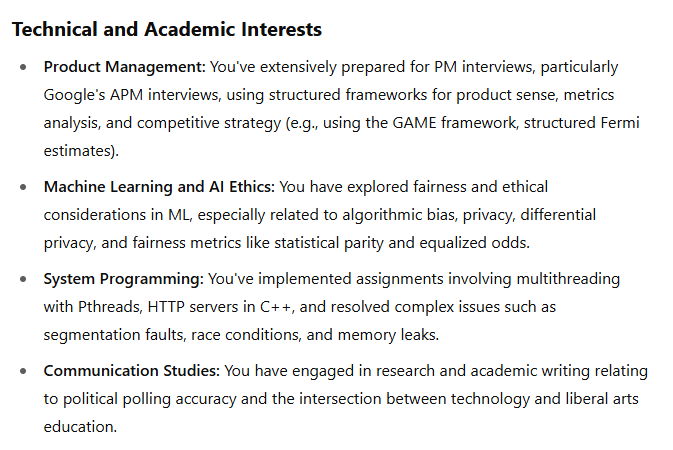 Technical and Academic Interests
• Product Management: You've extensively prepared for PM interviews, particularly
Google's APM interviews, using structured frameworks for product sense, metrics
analysis, and competitive strategy (e.g., using the GAME framework, structured Fermi
estimates).
• Machine Learning and AI Ethics: You have explored fairness and ethical
considerations in ML, especially related to algorithmic bias, privacy, differential
privacy, and fairness metrics like statistical parity and equalized odds.
• System Programming: You've implemented assignments involving multithreading
with Pthreads, HTTP servers in C++, and resolved complex issues such as
segmentation faults, race conditions, and memory leaks.
• Communication Studies: You have engaged in research and academic writing relating
to political polling accuracy and the intersection between technology and liberal arts
education.